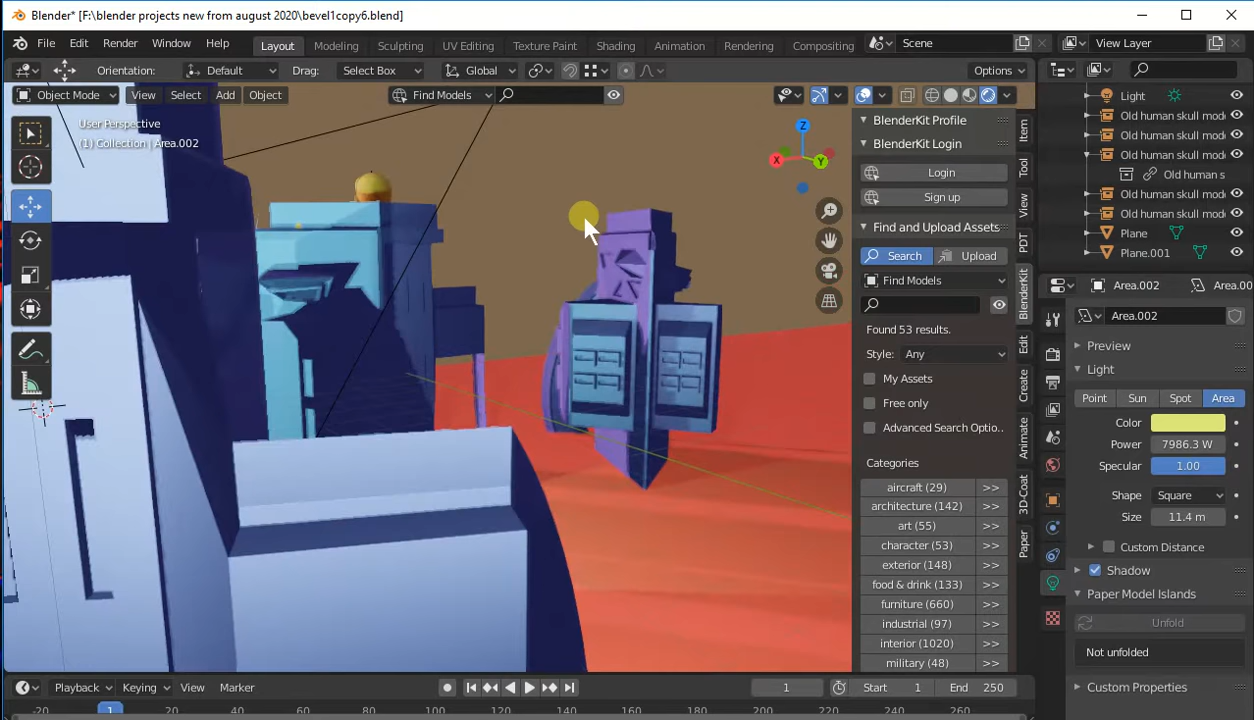 Blender* [F:\blender projects new from august 2020\bevel1copy6.blend]
File Edit Render Window Help Layout Modeling Sculpting UV Editing Texture Paint Shading Animation Rendering Compositing Scene View Layer
Orientation: Default Drag: Select Box Global Options
Object Mode View Select Add Object Find Models
User Perspective
(1) Collection | Area.002
Z
X
Y
BlenderKit Profile
BlenderKit Login
Login
Sign up
Find and Upload Assets
Search Upload
Find Models
Found 53 results.
Style: Any
My Assets
Free only
Advanced Search Optio..
Categories
aircraft (29) >>
architecture (142) >>
art (55) >>
character (53) >>
exterior (148) >>
food & drink (133) >>
furniture (660) >>
industrial (97) >>
interior (1020) >>
military (48) >>
Item
Tool
View
PDT
BlenderKit
Edit
Create
Animate
3D-Coat
Paper
Light
Old human skull mode
Old human skull mode
Old human skull mode
Old human s
Old human skull mode
Old human skull mode
Plane
Plane.001
Area.002 Area.00
Area.002
Preview
Light
Point Sun Spot Area
Color
Power 7986.3 W
Specular 1.00
Shape Square
Size 11.4 m
Custom Distance
Shadow
Paper Model Islands
Unfold
Not unfolded
Custom Properties
Playback Keying View Marker 1 Start 1 End 250
-20 1 20 40 60 80 100 120 140 160 180 200 220 240 260